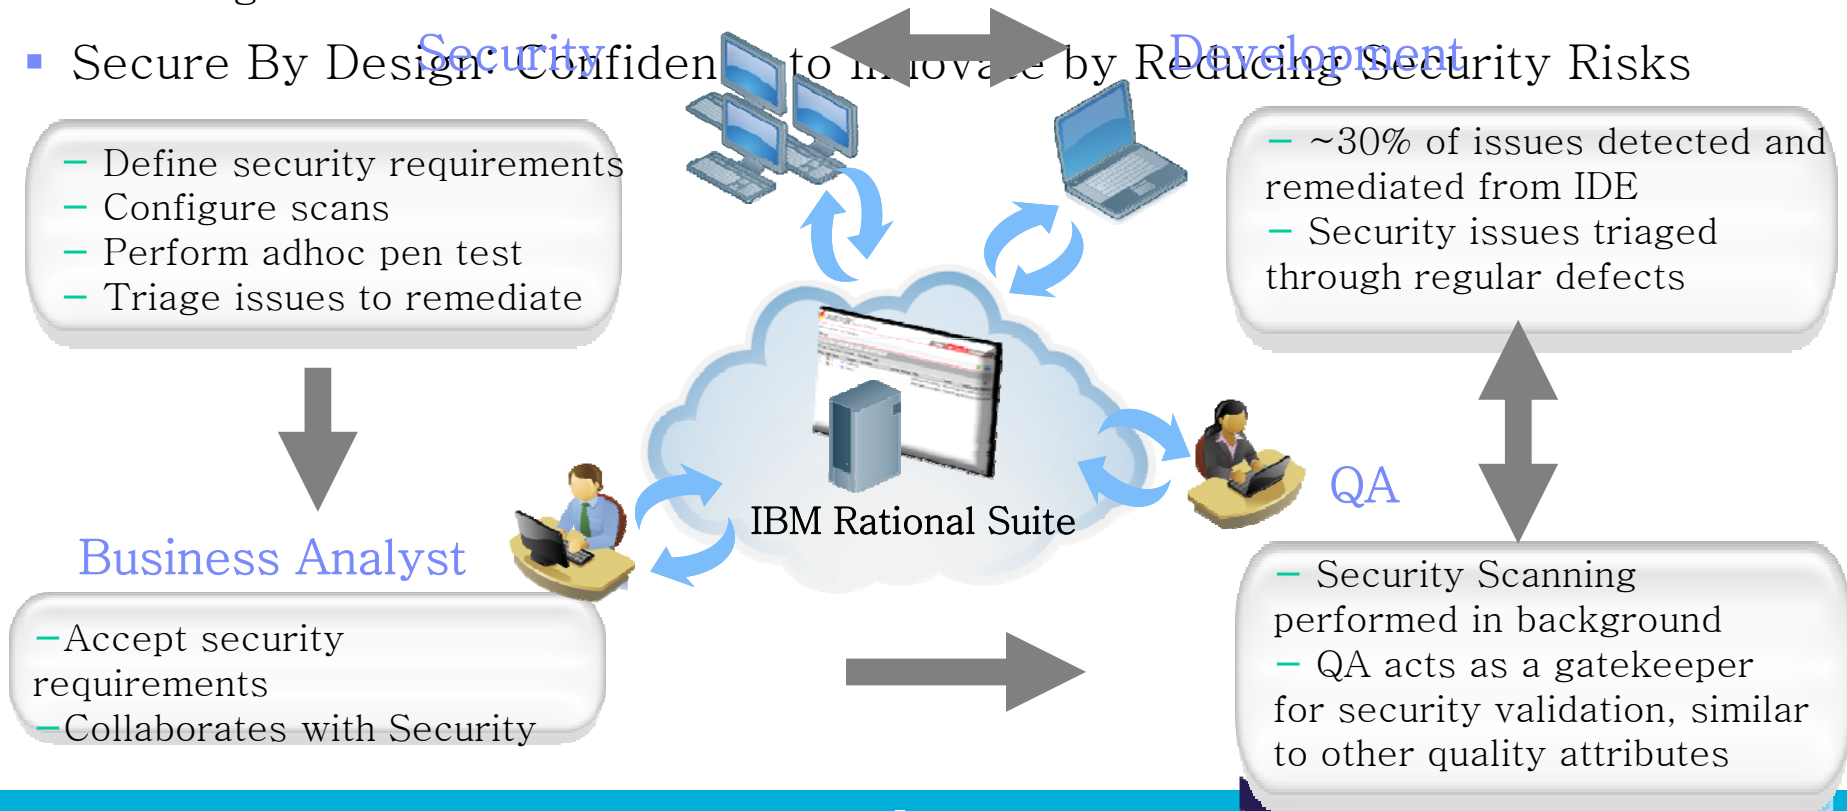 Secure By Design: Confiden to Innovate by Reducing Security Risks
Security
Development
– Define security requirements
– Configure scans
– Perform adhoc pen test
– Triage issues to remediate
– ~30% of issues detected and
remediated from IDE
– Security issues triaged
through regular defects
IBM Rational Suite
QA
Business Analyst
–Accept security
requirements
–Collaborates with Security
– Security Scanning
performed in background
– QA acts as a gatekeeper
for security validation, similar
to other quality attributes